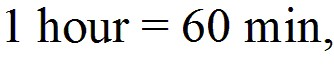 1 hour = 60 min,